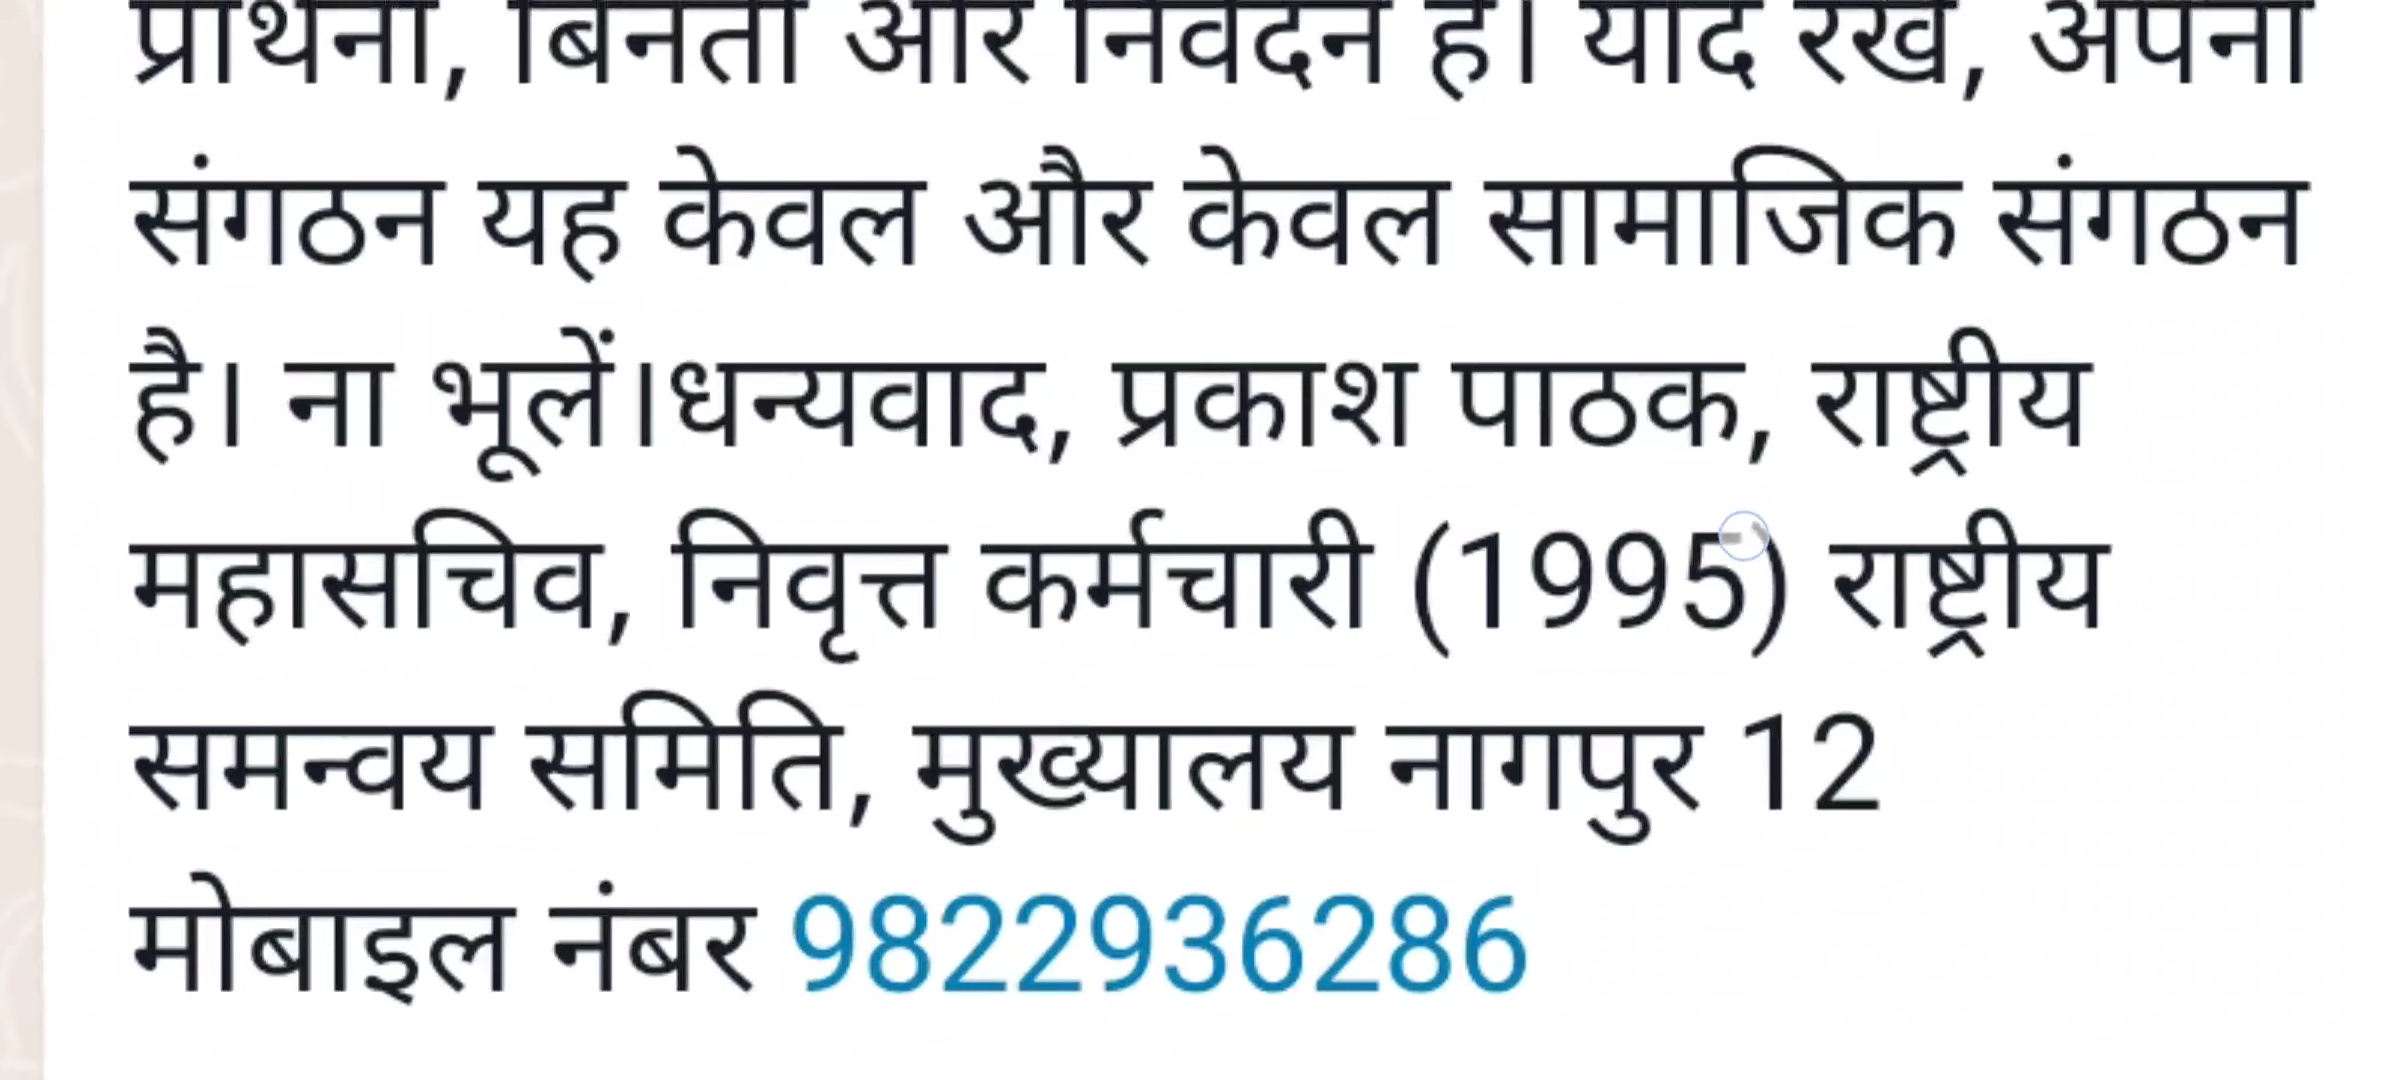 प्रार्थना, बिनती और निवेदन है। याद रखें, अपना
संगठन यह केवल और केवल सामाजिक संगठन
है। ना भूलें।धन्यवाद, प्रकाश पाठक, राष्ट्रीय
महासचिव, निवृत्त कर्मचारी (1995) राष्ट्रीय
समन्वय समिति, मुख्यालय नागपुर 12
मोबाइल नंबर 9822936286